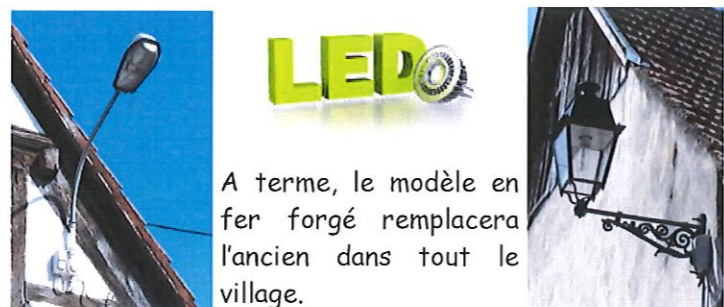 LED
A terme, le modèle en
fer forgé remplacera
l'ancien dans tout le
village.